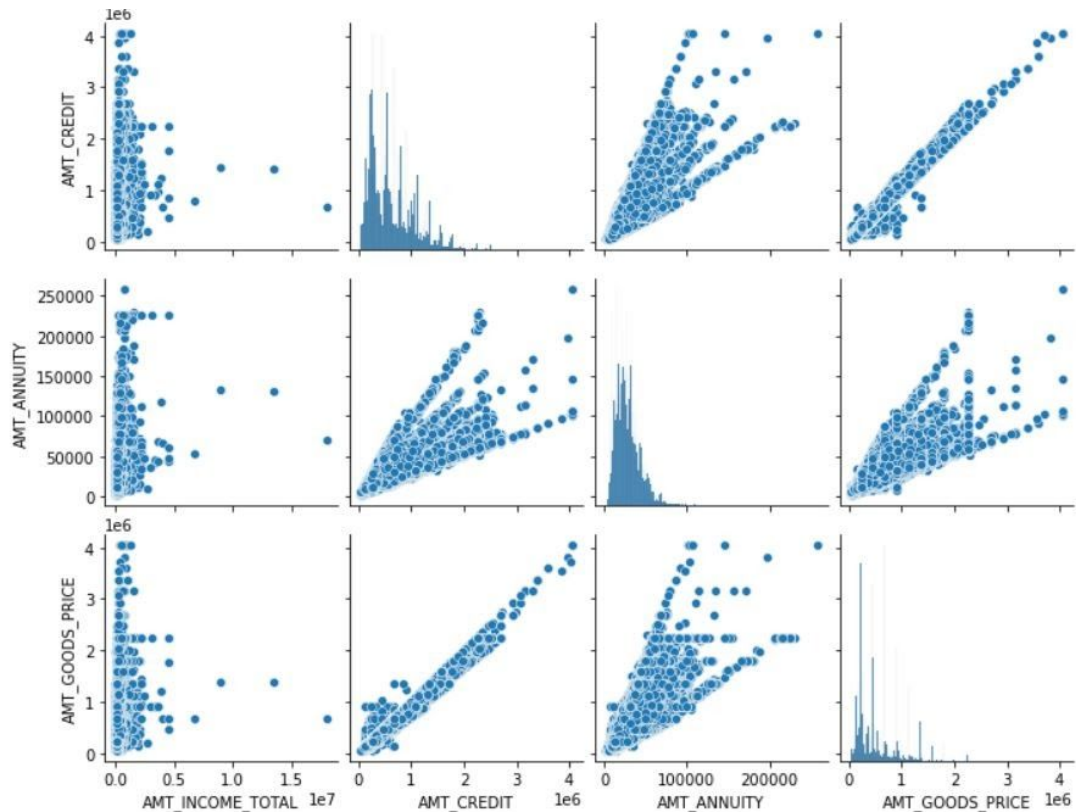 1e6
4
3
2
1
0
AMT_CREDIT
250000
200000
150000
100000
50000
0
AMT_ANNUITY
1e6
4
3
2
1
0
AMT_GOODS_PRICE
0.0 0.5 1.0 1.5
AMT_INCOME_TOTAL 1e7
0 1 2 3 4
AMT_CREDIT 1e6
0 100000 200000
AMT_ANNUITY
0 1 2 3 4
AMT_GOODS_PRICE 1e6